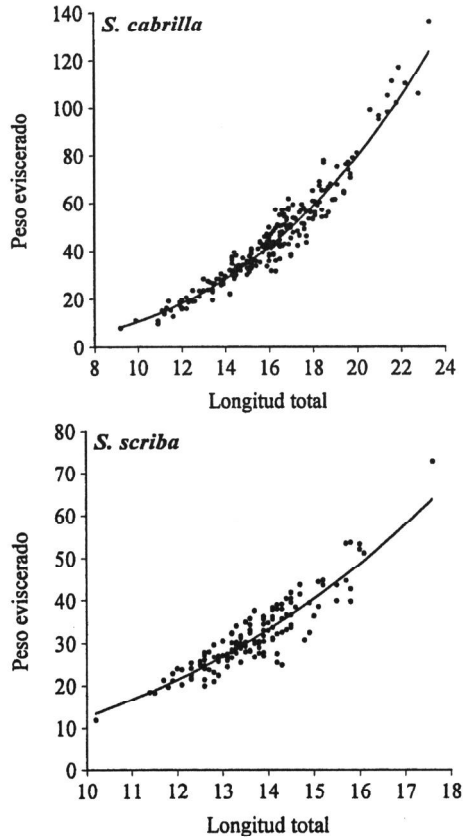 S. cabrilla
140
120
100
80
60
40
20
0
Peso eviscerado
8 10 12 14 16 18 20 22 24
Longitud total
S. scriba
80
70
60
50
40
30
20
10
0
Peso eviscerado
10 11 12 13 14 15 16 17 18
Longitud total